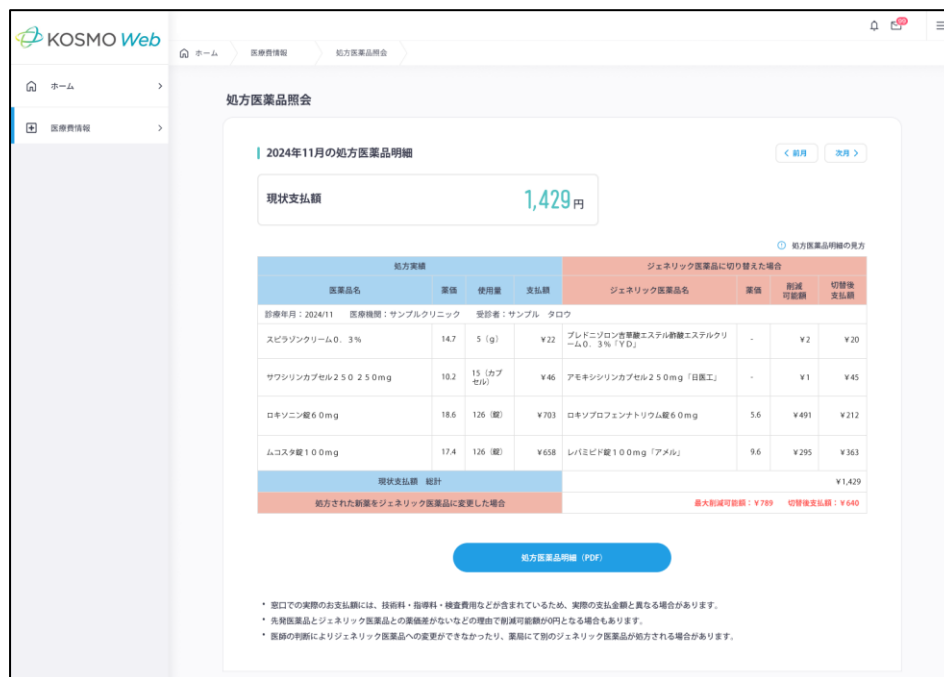 KOSMO Web
99
ホーム 医療費情報 処方医薬品照会
ホーム
医療費情報
処方医薬品照会
2024年11月の処方医薬品明細
前月 次月
現状支払額 1,429円
処方医薬品明細の見方
処方実績 ジェネリック医薬品に切り替えた場合
医薬品名 薬価 使用量 支払額 ジェネリック医薬品名 薬価 削減可能額 切替後支払額
診療年月:2024/11 医療機関:サンプルクリニック 受診者:サンプル タロウ
スピラゾンクリーム0.3% 14.7 5(g) ¥22 プレドニゾロン吉草酸エステル酢酸エステルクリーム0.3%「YD」 - ¥2 ¥20
サワシリンカプセル250 250mg 10.2 15(カプセル) ¥46 アモキシシリンカプセル250mg「日医工」 - ¥1 ¥45
ロキソニン錠60mg 18.6 126(錠) ¥703 ロキソプロフェンナトリウム錠60mg 5.6 ¥491 ¥212
ムコスタ錠100mg 17.4 126(錠) ¥658 レバミピド錠100mg「アメル」 9.6 ¥295 ¥363
現状支払額 総計 ¥1,429
処方された新薬をジェネリック医薬品に変更した場合 最大削減可能額:¥789 切替後支払額:¥640
処方医薬品明細(PDF)
• 窓口での実際のお支払額には、技術料・指導料・検査費用などが含まれているため、実際の支払金額と異なる場合があります。
• 先発医薬品とジェネリック医薬品との薬価差がないなどの理由で削減可能額が0円となる場合もあります。
• 医師の判断によりジェネリック医薬品への変更ができなかったり、薬局にて別のジェネリック医薬品が処方される場合があります。